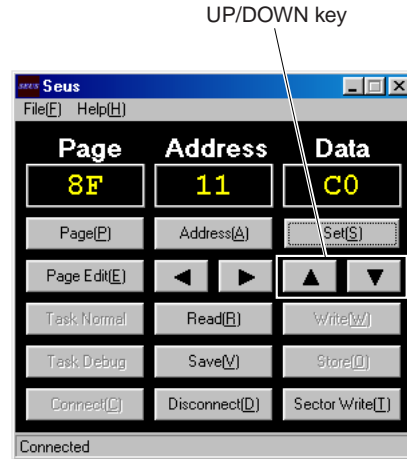 UP/DOWN key
SEUS Seus
File(F) Help(H)
Page Address Data
8F 11 C0
Page(P) Address(A) Set(S)
Page Edit(E)
Task Normal Read(R) Write(W)
Task Debug Save(V) Store(O)
Connect(C) Disconnect(D) Sector Write(T)
Connected